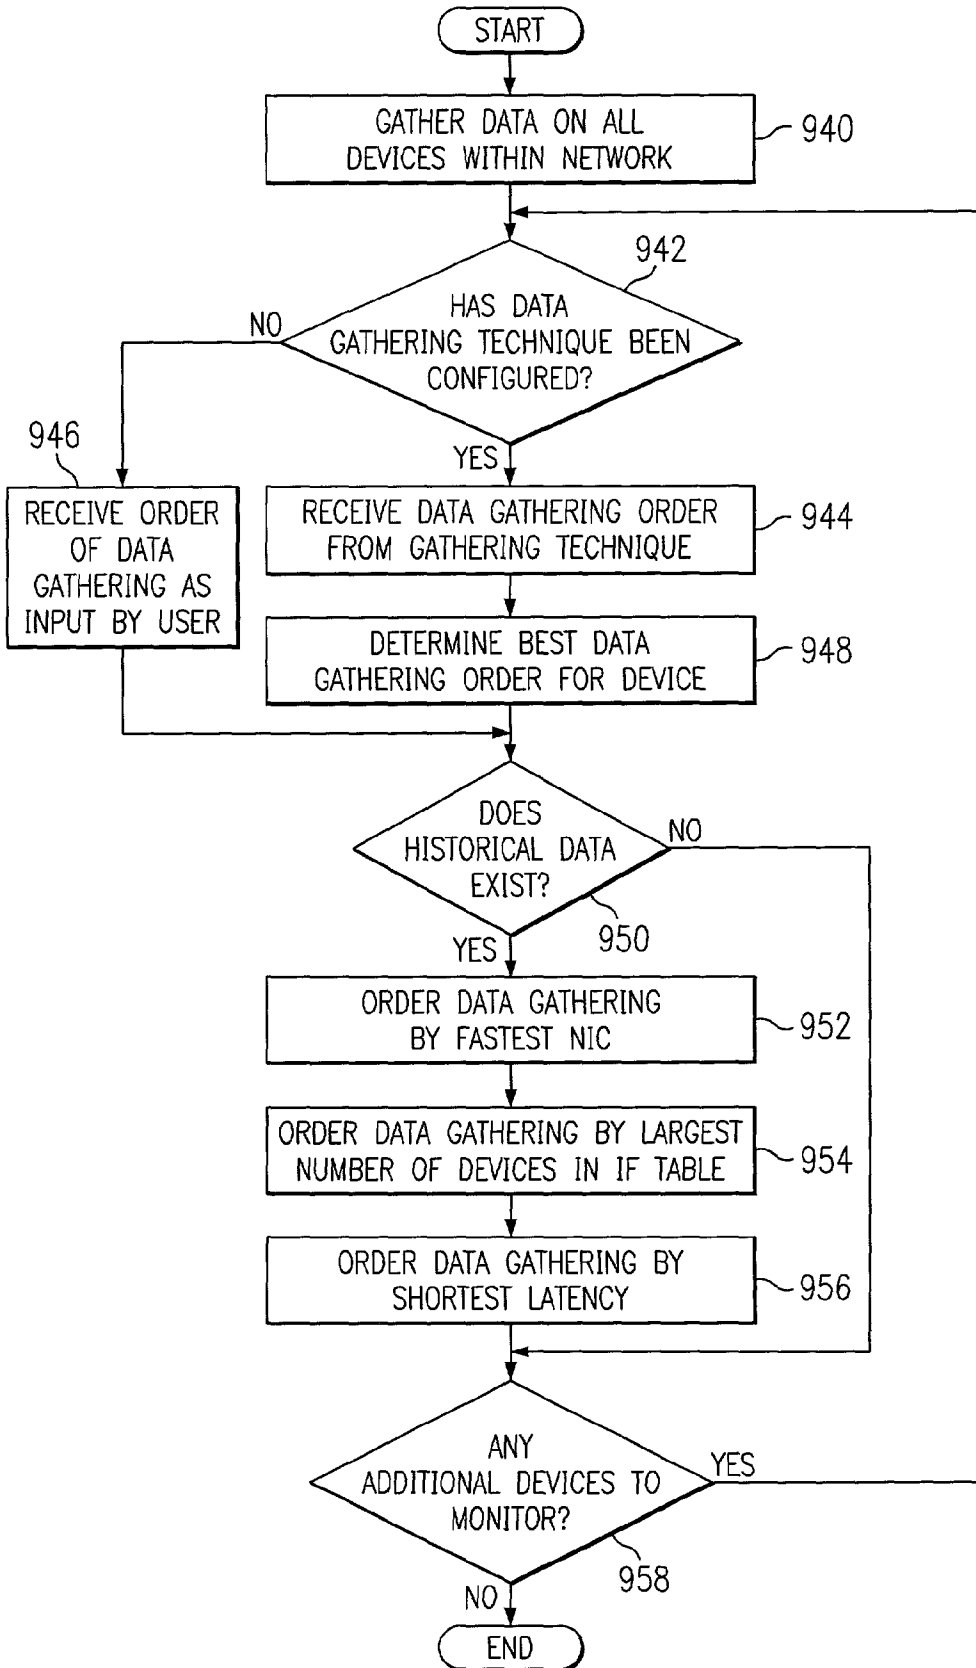 START
GATHER DATA ON ALL
DEVICES WITHIN NETWORK
940
942
HAS DATA
GATHERING TECHNIQUE BEEN
CONFIGURED?
NO
YES
946
RECEIVE ORDER
OF DATA
GATHERING AS
INPUT BY USER
RECEIVE DATA GATHERING ORDER
FROM GATHERING TECHNIQUE
944
DETERMINE BEST DATA
GATHERING ORDER FOR DEVICE
948
DOES
HISTORICAL DATA
EXIST?
NO
950
YES
ORDER DATA GATHERING
BY FASTEST NIC
952
ORDER DATA GATHERING BY LARGEST
NUMBER OF DEVICES IN IF TABLE
954
ORDER DATA GATHERING BY
SHORTEST LATENCY
956
ANY
ADDITIONAL DEVICES TO
MONITOR?
YES
958
NO
END